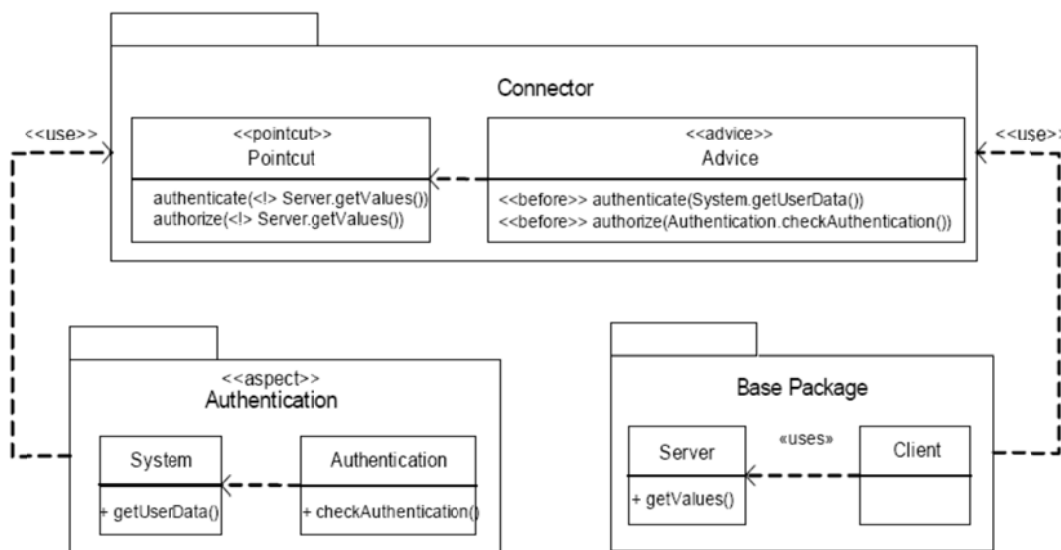 Connector
<<use>>
<<pointcut>>
Pointcut
authenticate(<!> Server.getValues())
authorize(<!> Server.getValues())
<<advice>>
Advice
<<before>> authenticate(System.getUserData())
<<before>> authorize(Authentication.checkAuthentication())
<<use>>
<<aspect>>
Authentication
System
+ getUserData()
Authentication
+ checkAuthentication()
Base Package
Server
+ getValues()
«uses»
Client